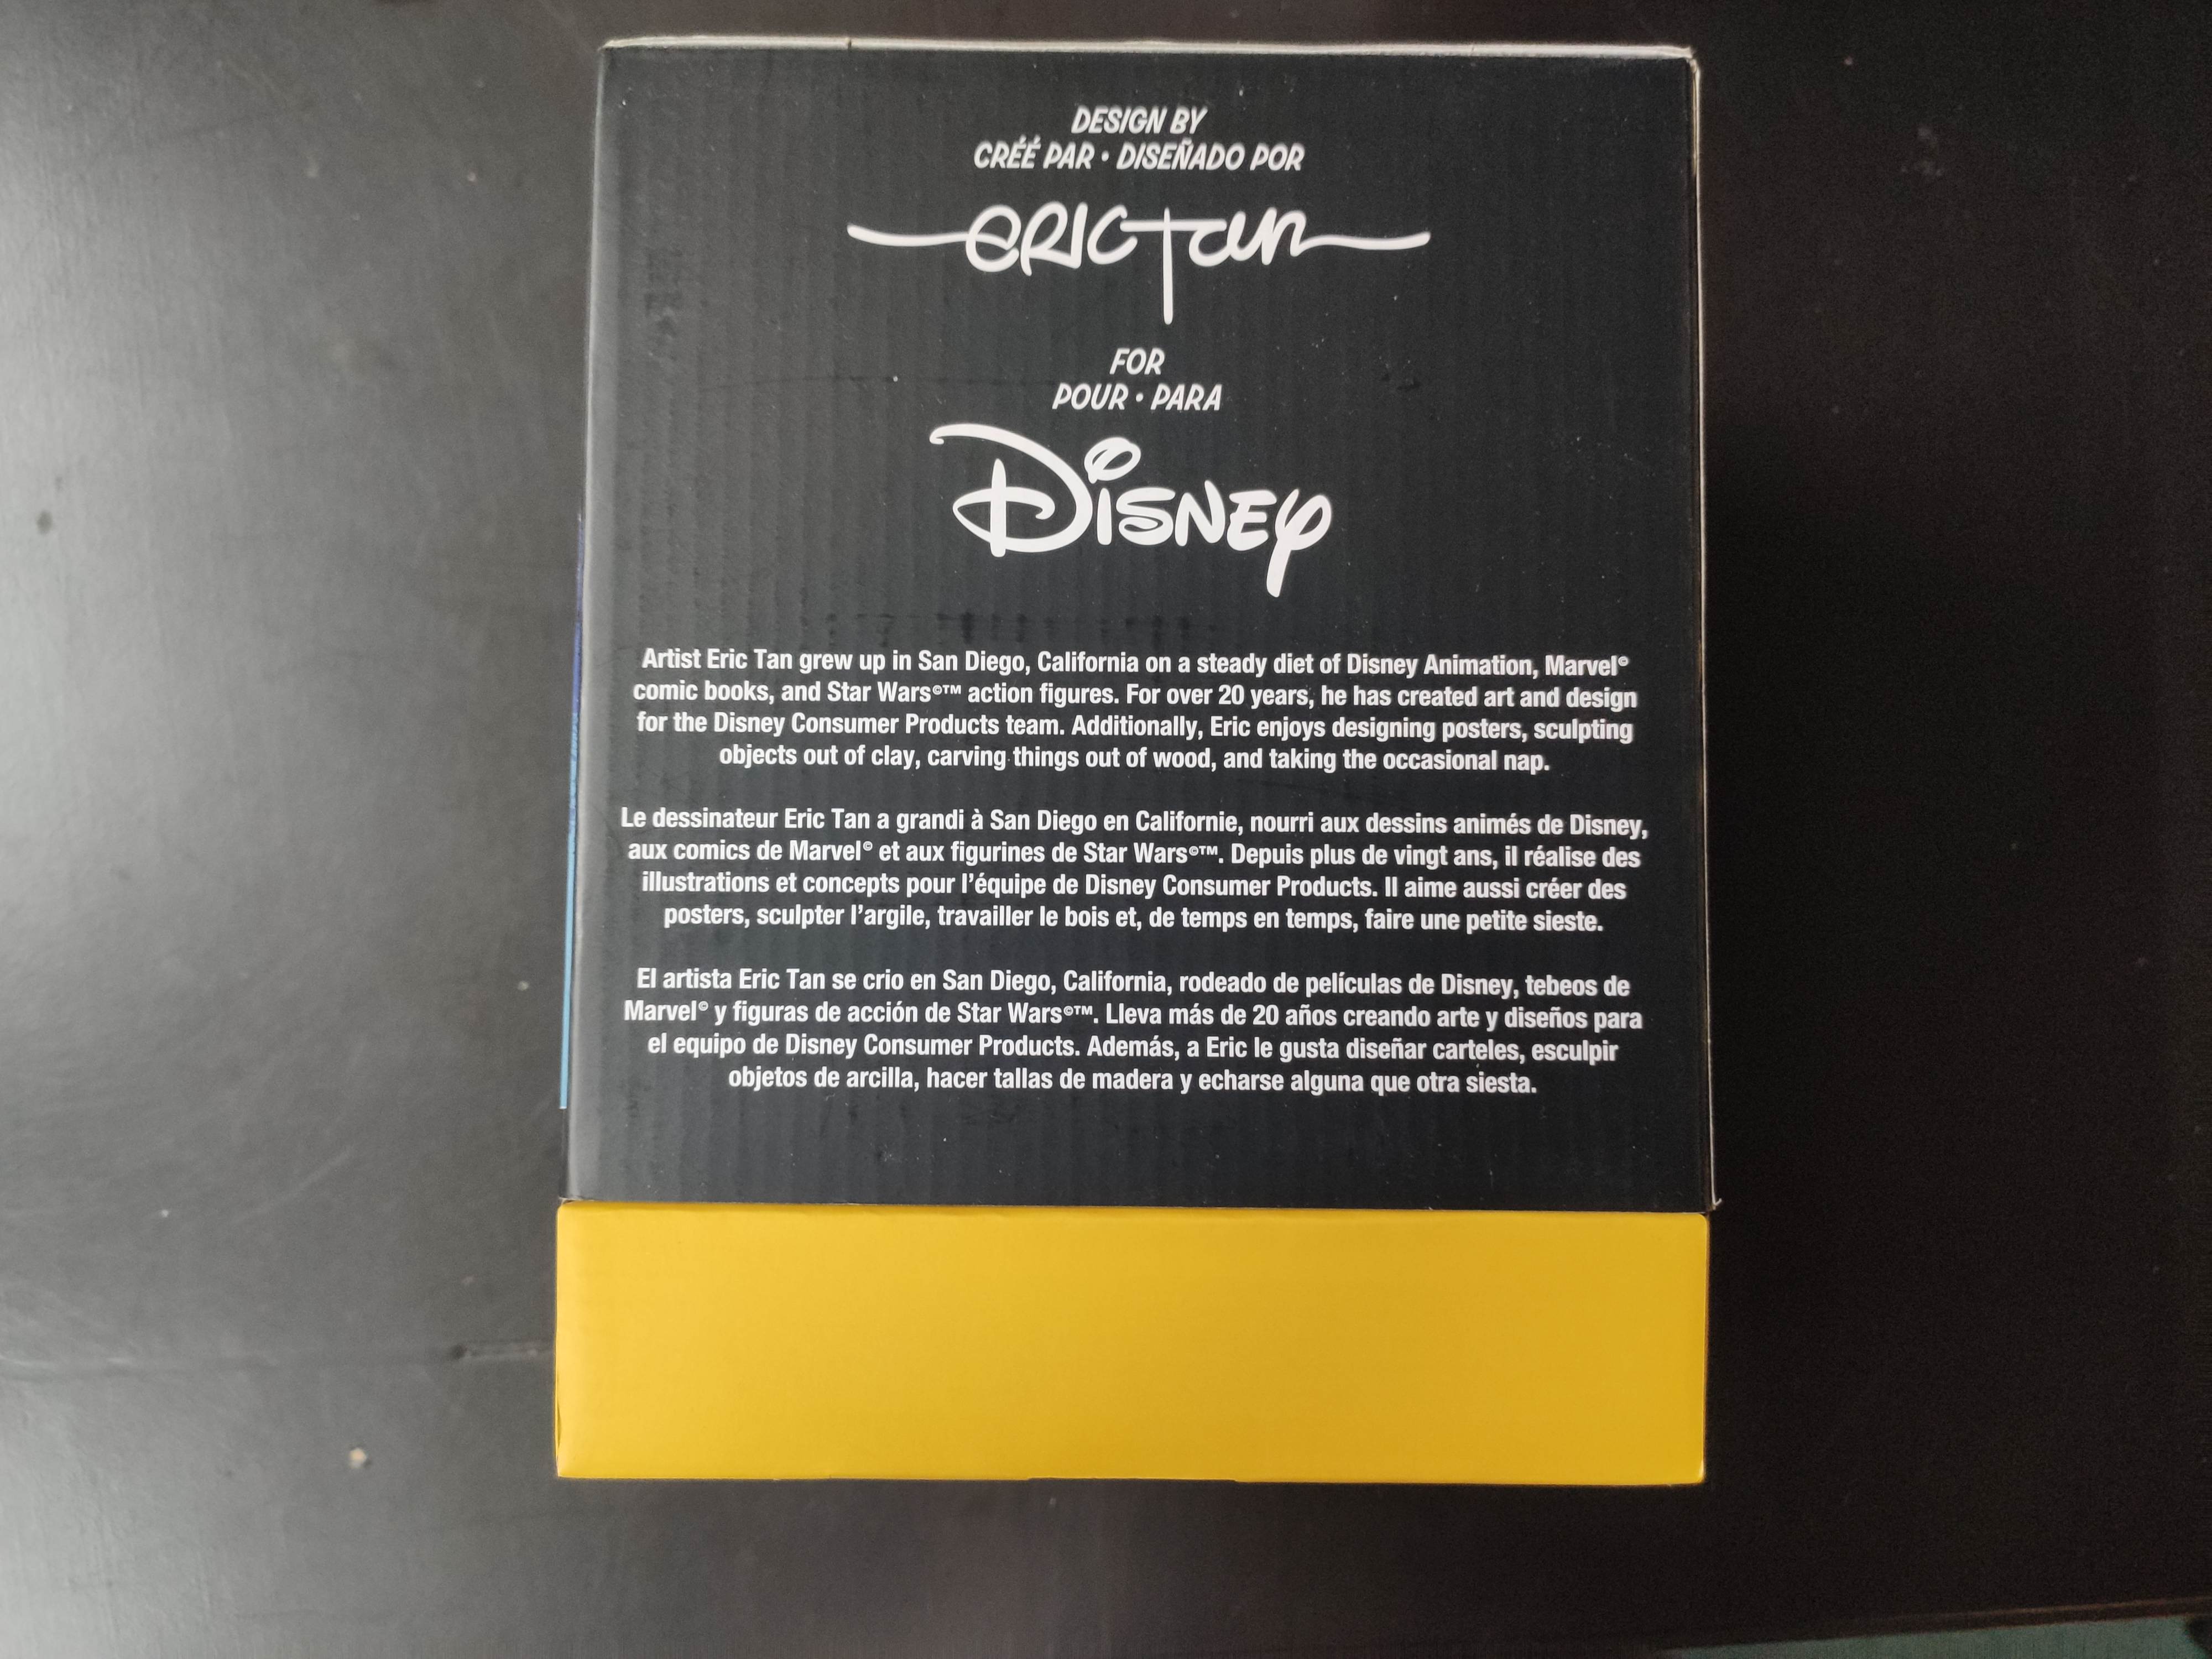 DESIGN BY
CRÉÉ PAR • DISEÑADO POR
eRIC Tan
FOR
POUR • PARA
Disney
Artist Eric Tan grew up in San Diego, California on a steady diet of Disney Animation, Marvel©
comic books, and Star Wars©™ action figures. For over 20 years, he has created art and design
for the Disney Consumer Products team. Additionally, Eric enjoys designing posters, sculpting
objects out of clay, carving things out of wood, and taking the occasional nap.
Le dessinateur Eric Tan a grandi à San Diego en Californie, nourri aux dessins animés de Disney,
aux comics de Marvel© et aux figurines de Star Wars©™. Depuis plus de vingt ans, il réalise des
illustrations et concepts pour l’équipe de Disney Consumer Products. Il aime aussi créer des
posters, sculpter l’argile, travailler le bois et, de temps en temps, faire une petite sieste.
El artista Eric Tan se crio en San Diego, California, rodeado de películas de Disney, tebeos de
Marvel© y figuras de acción de Star Wars©™. Lleva más de 20 años creando arte y diseños para
el equipo de Disney Consumer Products. Además, a Eric le gusta diseñar carteles, esculpir
objetos de arcilla, hacer tallas de madera y echarse alguna que otra siesta.